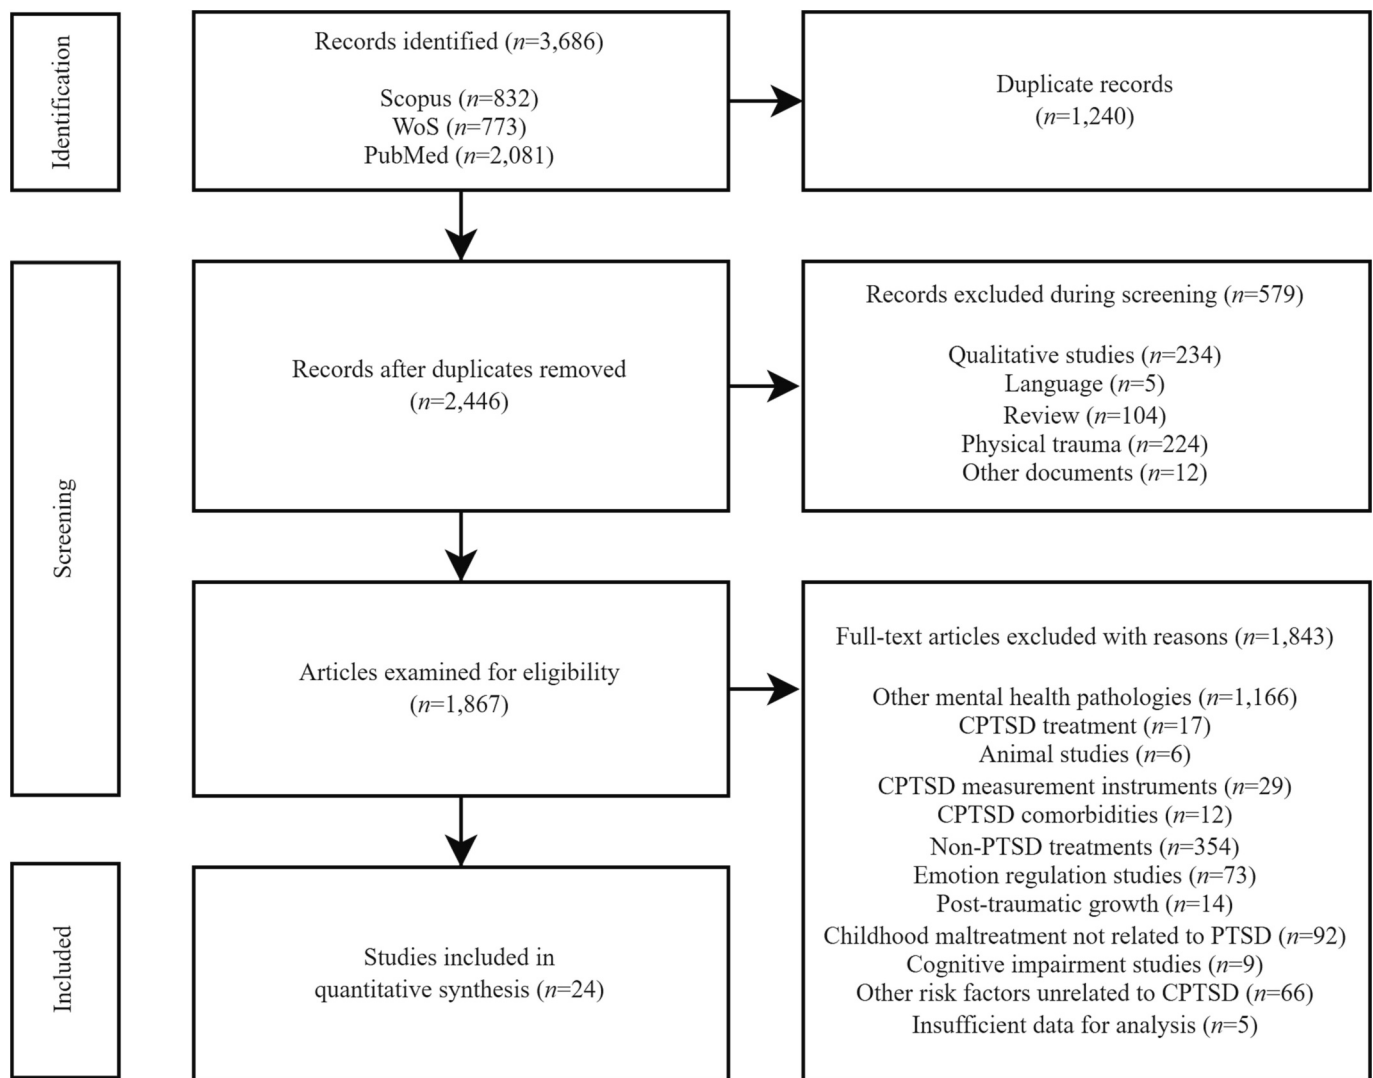 Identification
Records identified (n=3,686)
Scopus (n=832)
WoS (n=773)
PubMed (n=2,081)
Duplicate records
(n=1,240)
Screening
Records after duplicates removed
(n=2,446)
Records excluded during screening (n=579)
Qualitative studies (n=234)
Language (n=5)
Review (n=104)
Physical trauma (n=224)
Other documents (n=12)
Articles examined for eligibility
(n=1,867)
Full-text articles excluded with reasons (n=1,843)
Other mental health pathologies (n=1,166)
CPTSD treatment (n=17)
Animal studies (n=6)
CPTSD measurement instruments (n=29)
CPTSD comorbidities (n=12)
Non-PTSD treatments (n=354)
Emotion regulation studies (n=73)
Post-traumatic growth (n=14)
Childhood maltreatment not related to PTSD (n=92)
Cognitive impairment studies (n=9)
Other risk factors unrelated to CPTSD (n=66)
Insufficient data for analysis (n=5)
Included
Studies included in
quantitative synthesis (n=24)